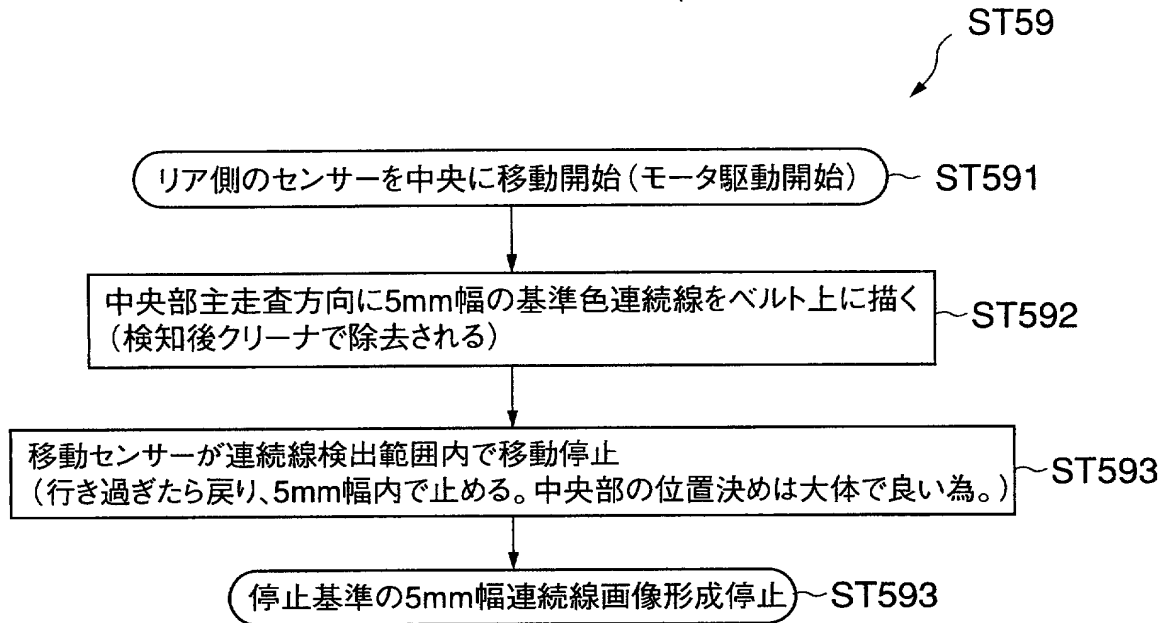 ST59
リア側のセンサーを中央に移動開始(モータ駆動開始)
ST591
中央部主走査方向に5mm幅の基準色連続線をベルト上に描く
(検知後クリーナで除去される)
ST592
移動センサーが連続線検出範囲内で移動停止
(行き過ぎたら戻り、5mm幅内で止める。中央部の位置決めは大体で良い為。)
ST593
停止基準の5mm幅連続線画像形成停止
ST593